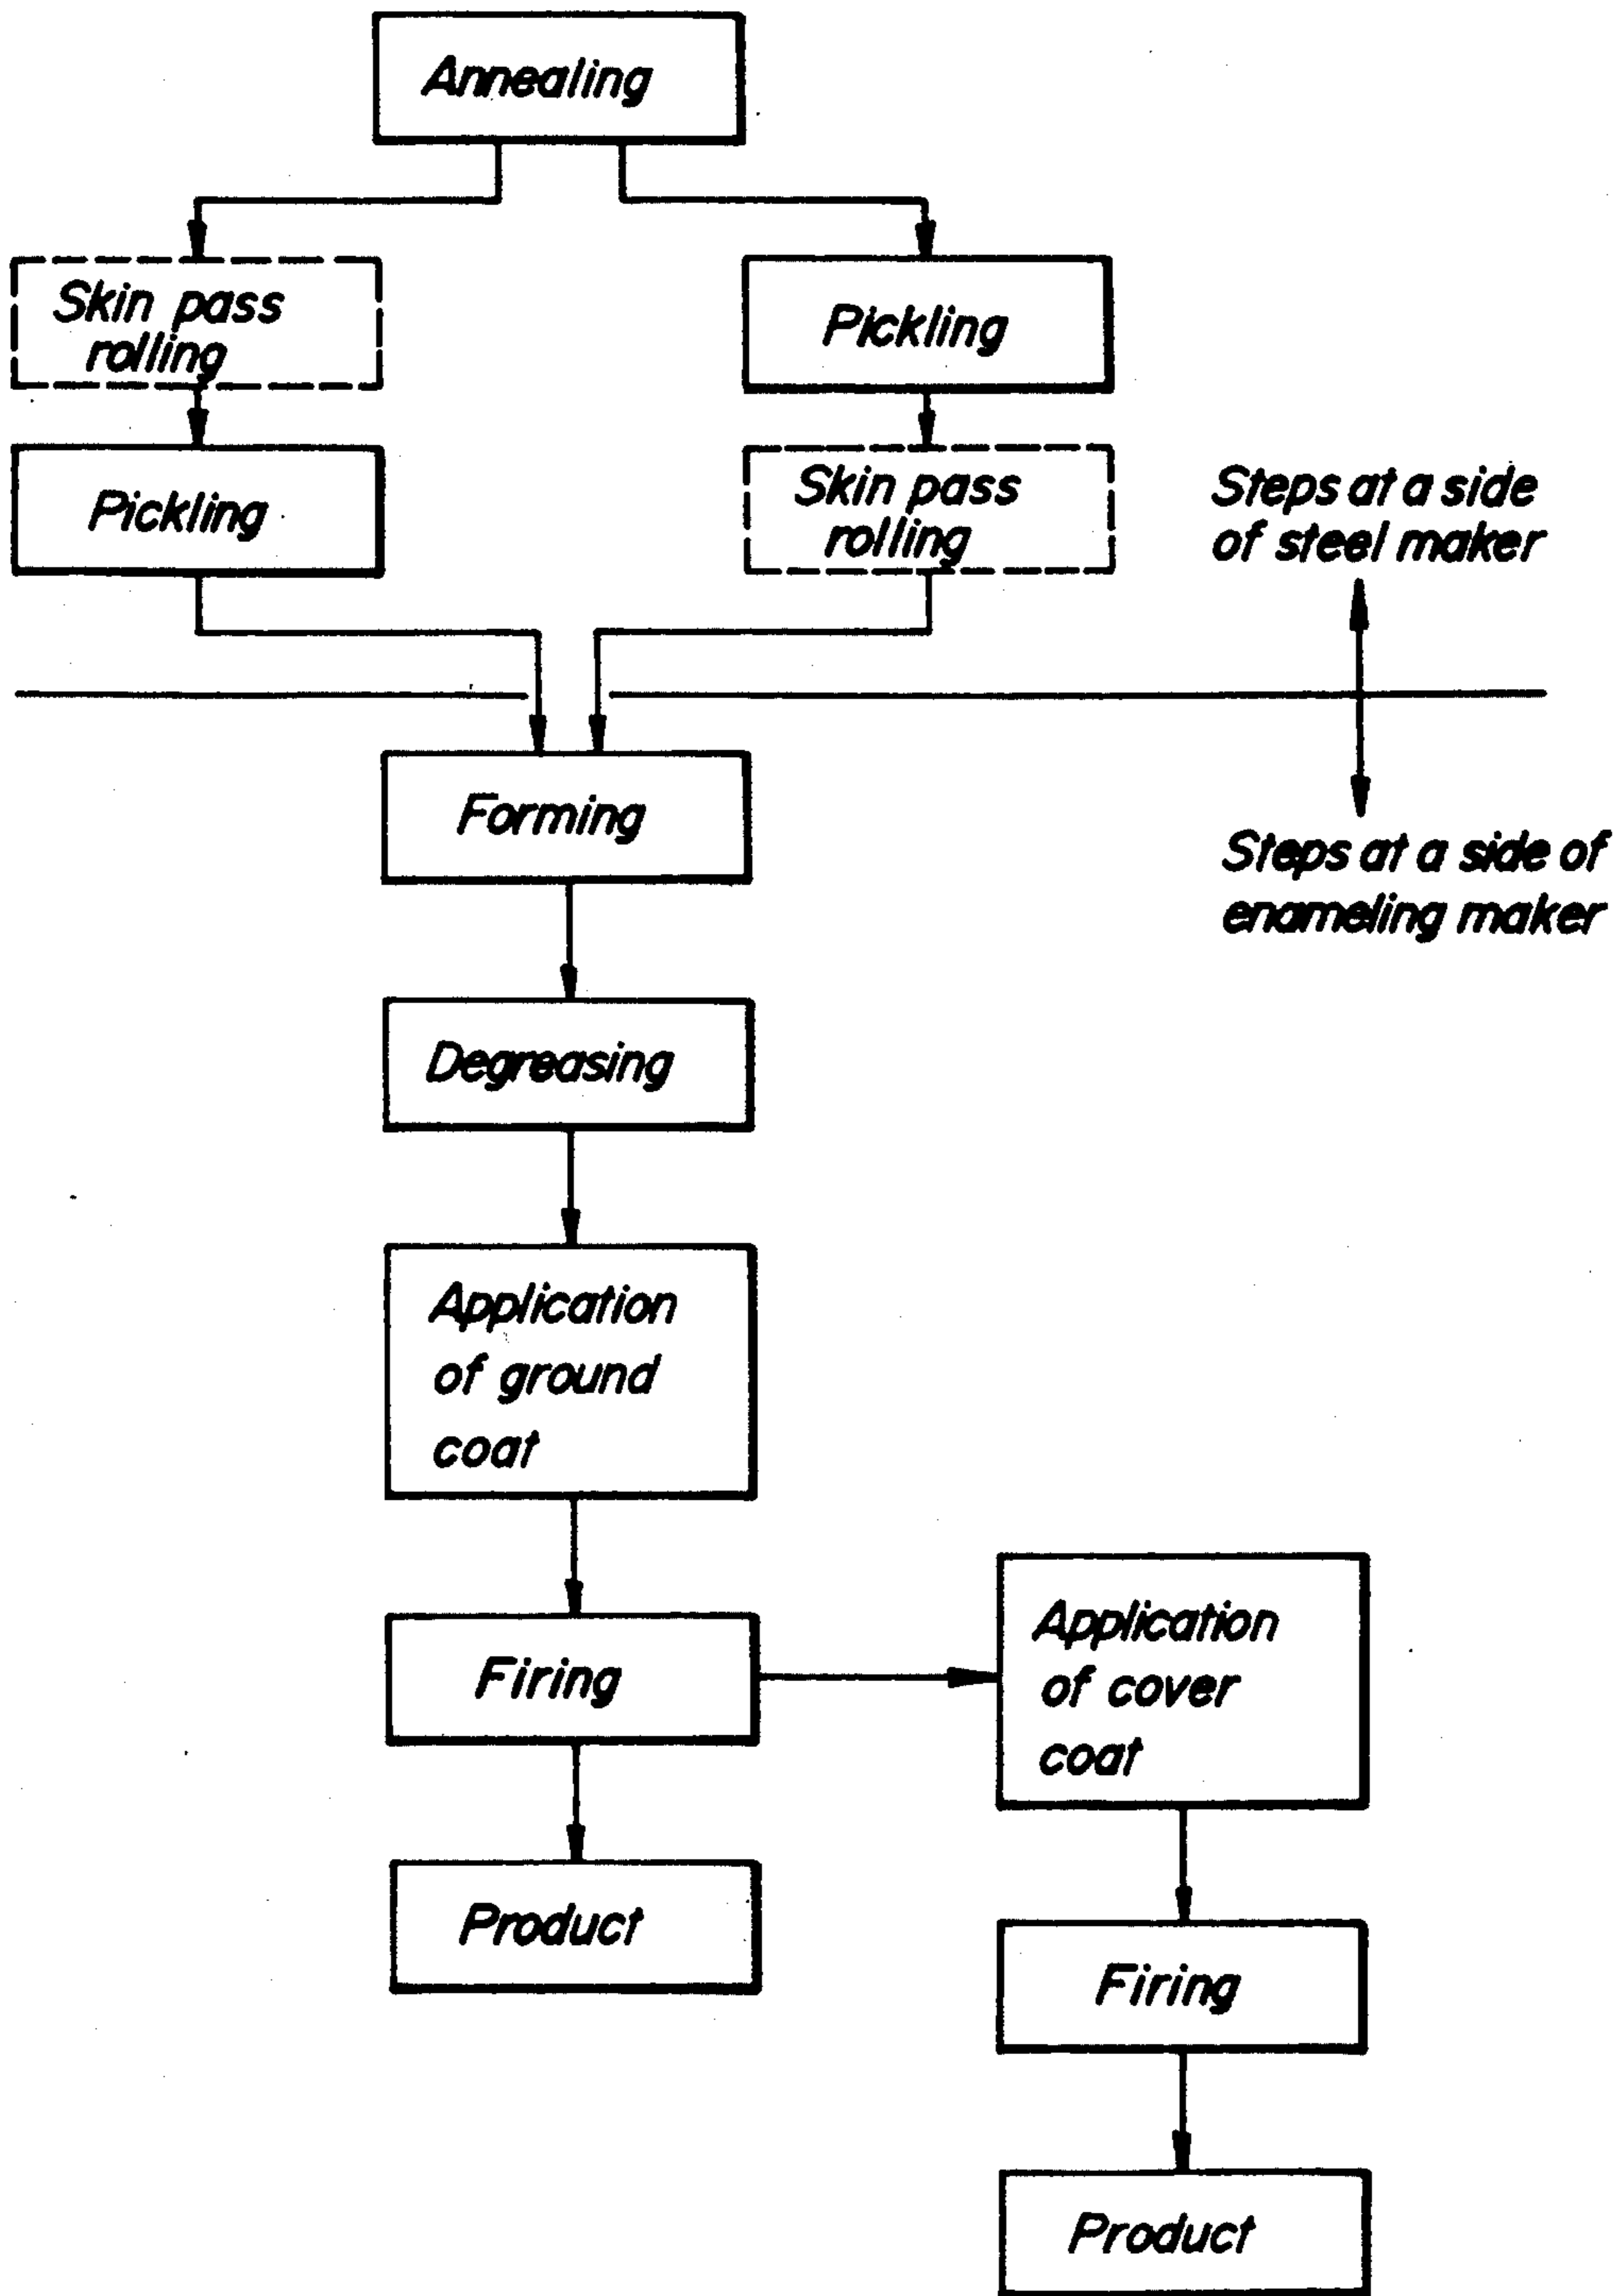 Annealing
Skin pass
rolling
Pickling
Pickling
Skin pass
rolling
Steps at a side
of steel maker
Forming
Steps at a side of
enameling maker
Degreasing
Application
of ground
coat
Firing
Application
of cover
coat
Product
Firing
Product